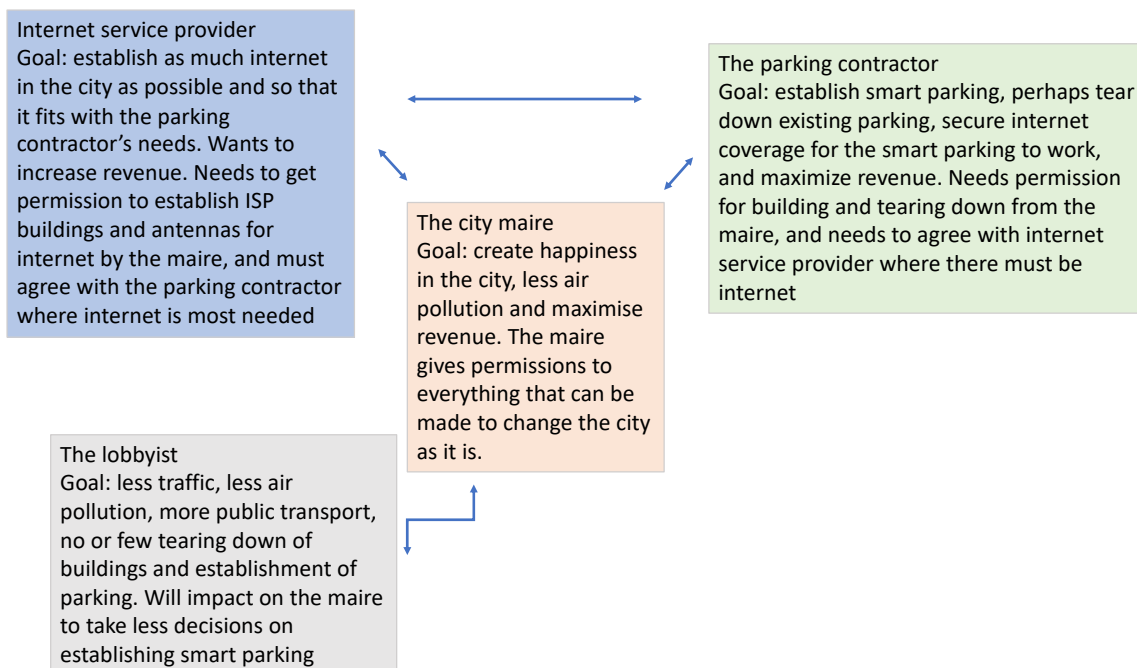 Internet service provider
Goal: establish as much internet
in the city as possible and so that
it fits with the parking
contractor’s needs. Wants to
increase revenue. Needs to get
permission to establish ISP
buildings and antennas for
internet by the maire, and must
agree with the parking contractor
where internet is most needed
The parking contractor
Goal: establish smart parking, perhaps tear
down existing parking, secure internet
coverage for the smart parking to work,
and maximize revenue. Needs permission
for building and tearing down from the
maire, and needs to agree with internet
service provider where there must be
internet
The city maire
Goal: create happiness
in the city, less air
pollution and maximise
revenue. The maire
gives permissions to
everything that can be
made to change the city
as it is.
The lobbyist
Goal: less traffic, less air
pollution, more public transport,
no or few tearing down of
buildings and establishment of
parking. Will impact on the maire
to take less decisions on
establishing smart parking